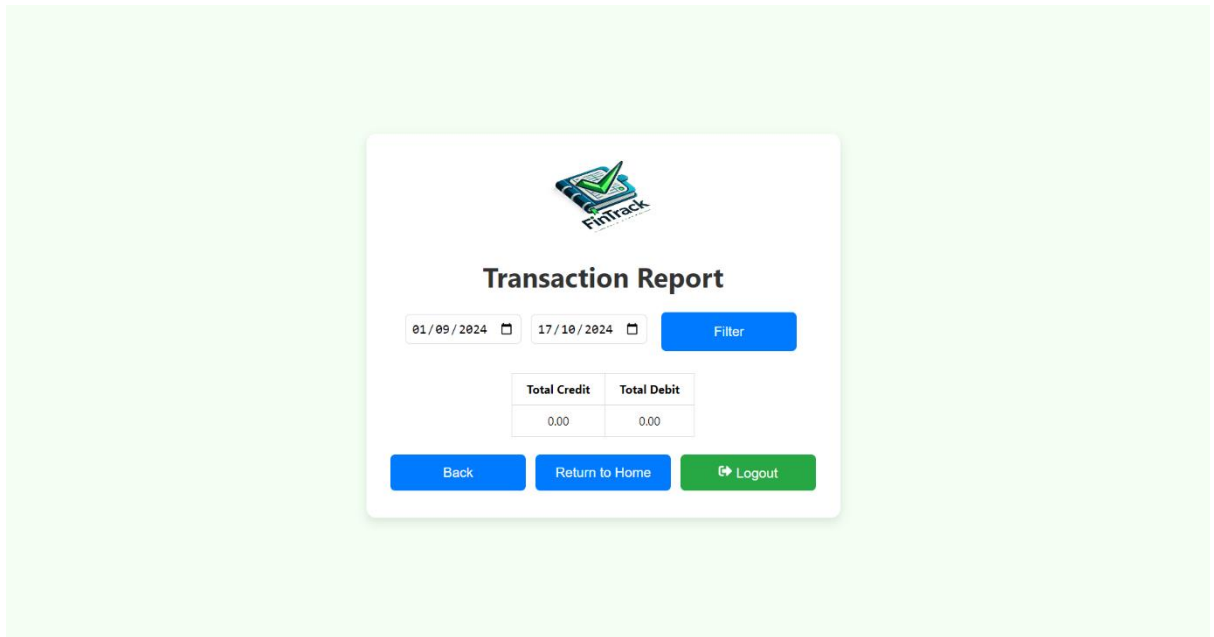 FinTrack
Transaction Report
01/09/2024 17/10/2024 Filter
Total Credit Total Debit
0.00 0.00
Back Return to Home Logout